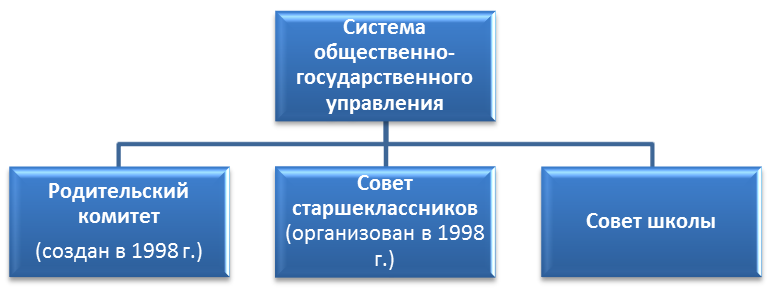 Система
общественно-
государственного
управления
Родительский
комитет
(создан в 1998 г.)
Совет
старшеклассников
(организован в 1998
г.)
Совет школы